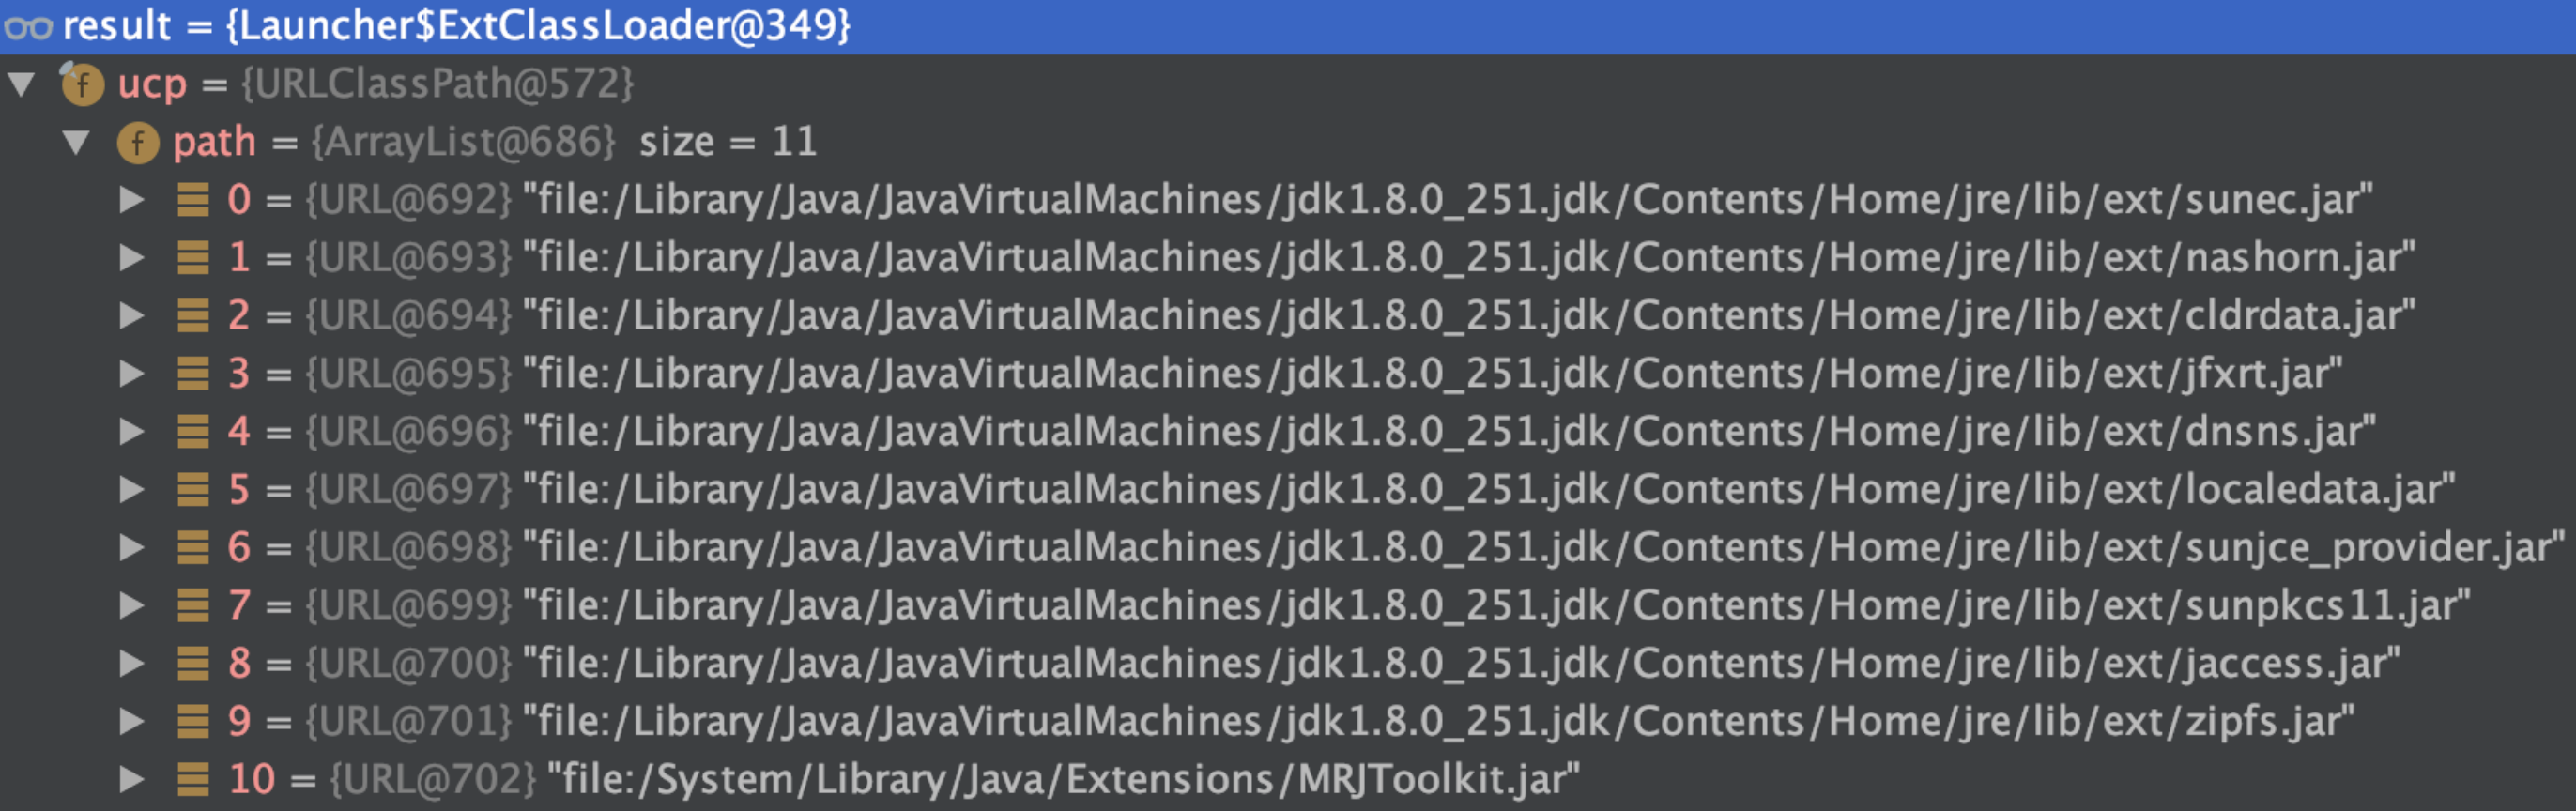 result = {Launcher$ExtClassLoader@349}
f ucp = {URLClassPath@572}
f path = {ArrayList@686} size = 11
0 = {URL@692} "file:/Library/Java/JavaVirtualMachines/jdk1.8.0_251.jdk/Contents/Home/jre/lib/ext/sunec.jar"
1 = {URL@693} "file:/Library/Java/JavaVirtualMachines/jdk1.8.0_251.jdk/Contents/Home/jre/lib/ext/nashorn.jar"
2 = {URL@694} "file:/Library/Java/JavaVirtualMachines/jdk1.8.0_251.jdk/Contents/Home/jre/lib/ext/cldrdata.jar"
3 = {URL@695} "file:/Library/Java/JavaVirtualMachines/jdk1.8.0_251.jdk/Contents/Home/jre/lib/ext/jfxrt.jar"
4 = {URL@696} "file:/Library/Java/JavaVirtualMachines/jdk1.8.0_251.jdk/Contents/Home/jre/lib/ext/dnsns.jar"
5 = {URL@697} "file:/Library/Java/JavaVirtualMachines/jdk1.8.0_251.jdk/Contents/Home/jre/lib/ext/localedata.jar"
6 = {URL@698} "file:/Library/Java/JavaVirtualMachines/jdk1.8.0_251.jdk/Contents/Home/jre/lib/ext/sunjce_provider.jar"
7 = {URL@699} "file:/Library/Java/JavaVirtualMachines/jdk1.8.0_251.jdk/Contents/Home/jre/lib/ext/sunpkcs11.jar"
8 = {URL@700} "file:/Library/Java/JavaVirtualMachines/jdk1.8.0_251.jdk/Contents/Home/jre/lib/ext/jaccess.jar"
9 = {URL@701} "file:/Library/Java/JavaVirtualMachines/jdk1.8.0_251.jdk/Contents/Home/jre/lib/ext/zipfs.jar"
10 = {URL@702} "file:/System/Library/Java/Extensions/MRJToolkit.jar"